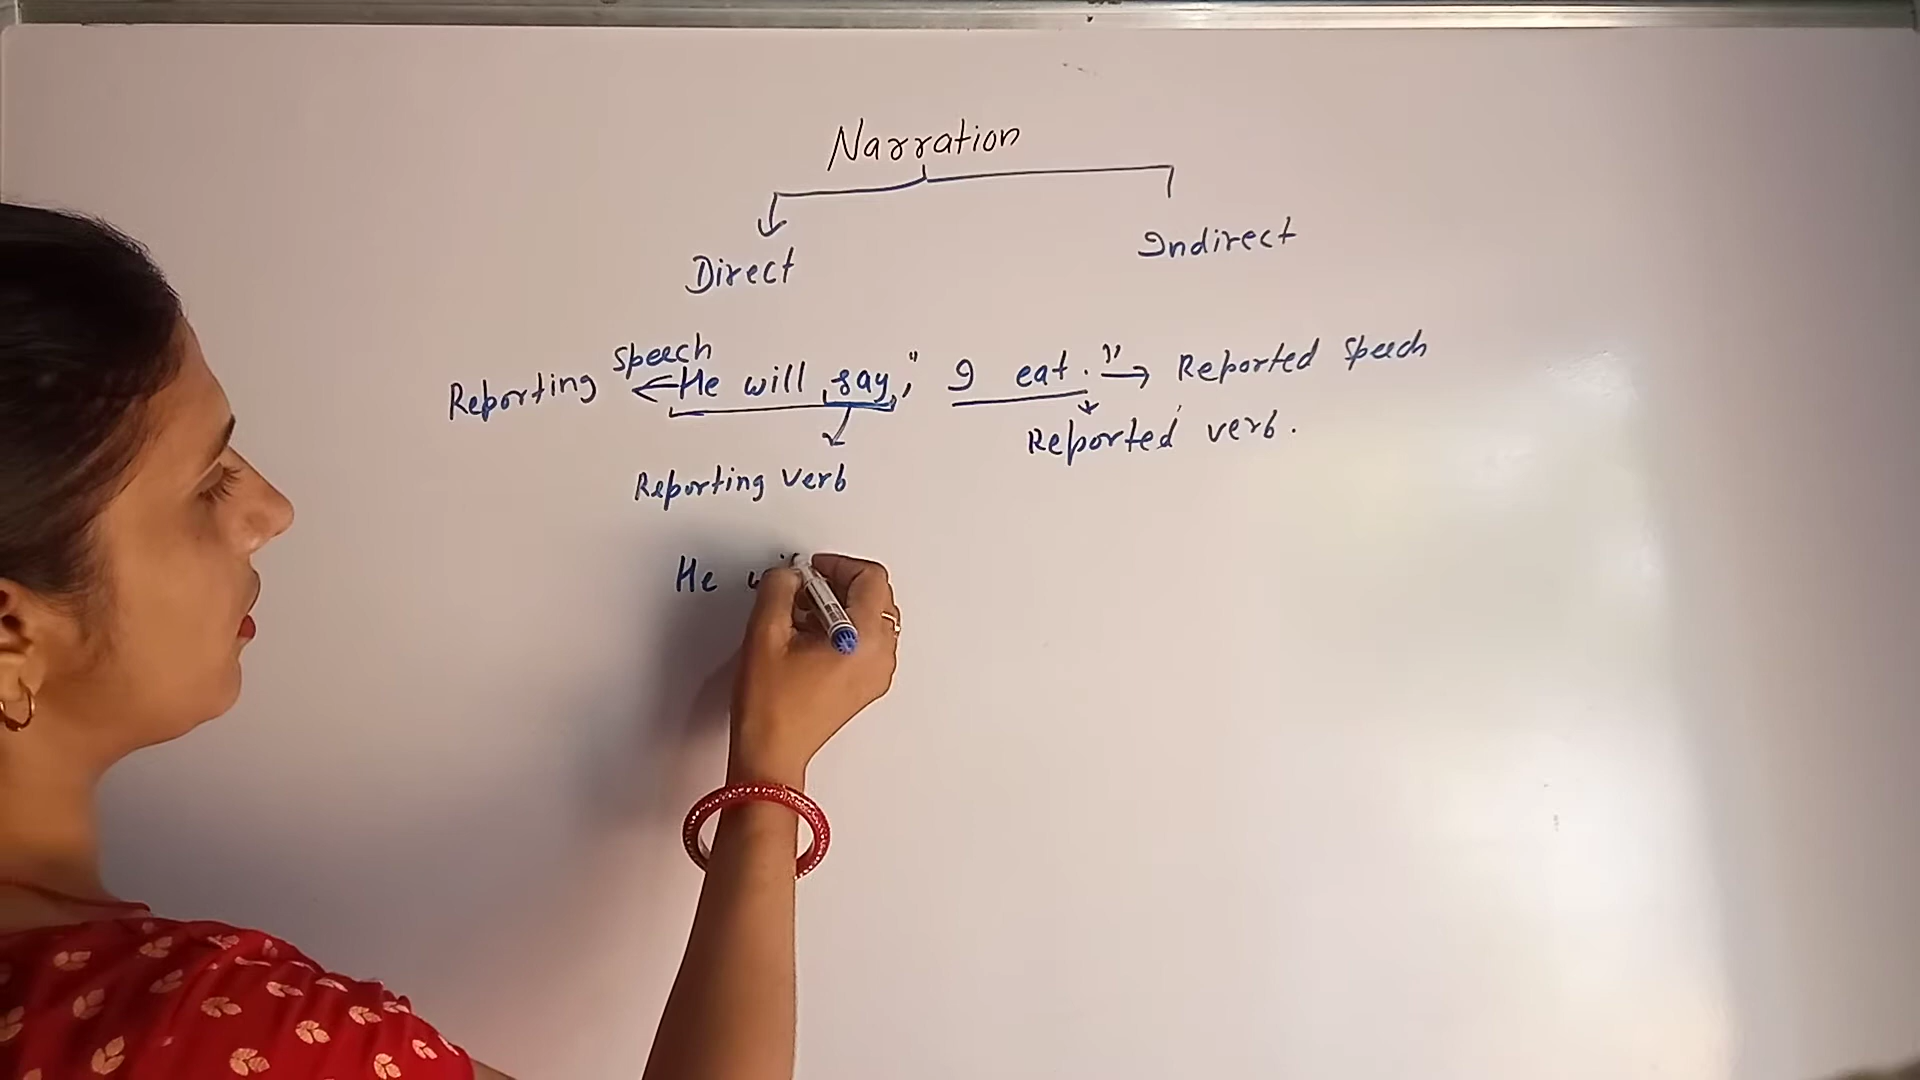 Narration
Direct
Indirect
Reporting Speech He will say," I eat." Reported speech
Reported verb.
Reporting verb
He